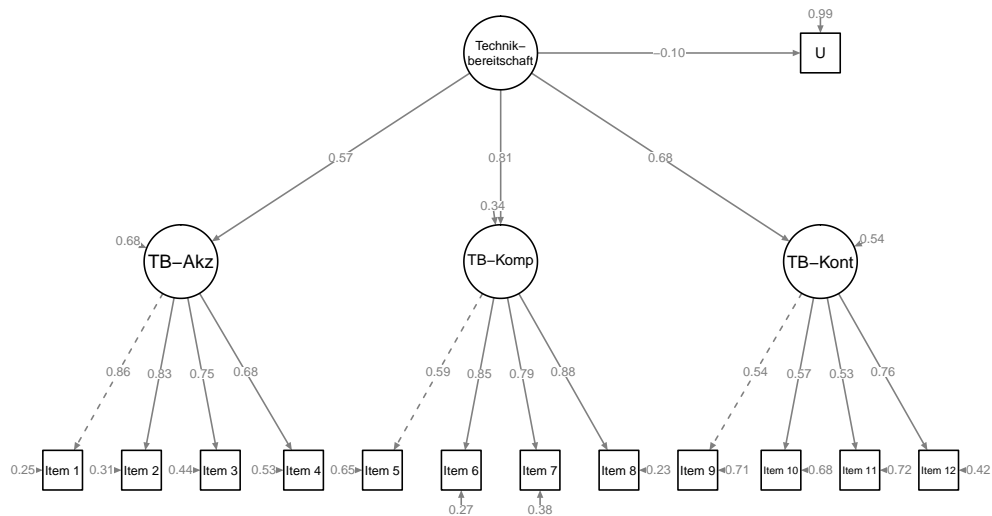 0.99
Technik−
bereitschaft
−0.10
U
0.57
0.81
0.68
0.34
0.68
0.54
TB−Akz
TB−Komp
TB−Kont
0.86
0.83
0.75
0.68
0.59
0.85
0.79
0.88
0.54
0.57
0.53
0.76
0.25
Item 1
0.31
Item 2
0.44
Item 3
0.53
Item 4
0.65
Item 5
Item 6
Item 7
Item 8
0.23
Item 9
0.71
Item 10
0.68
Item 11
0.72
Item 12
0.42
0.27
0.38